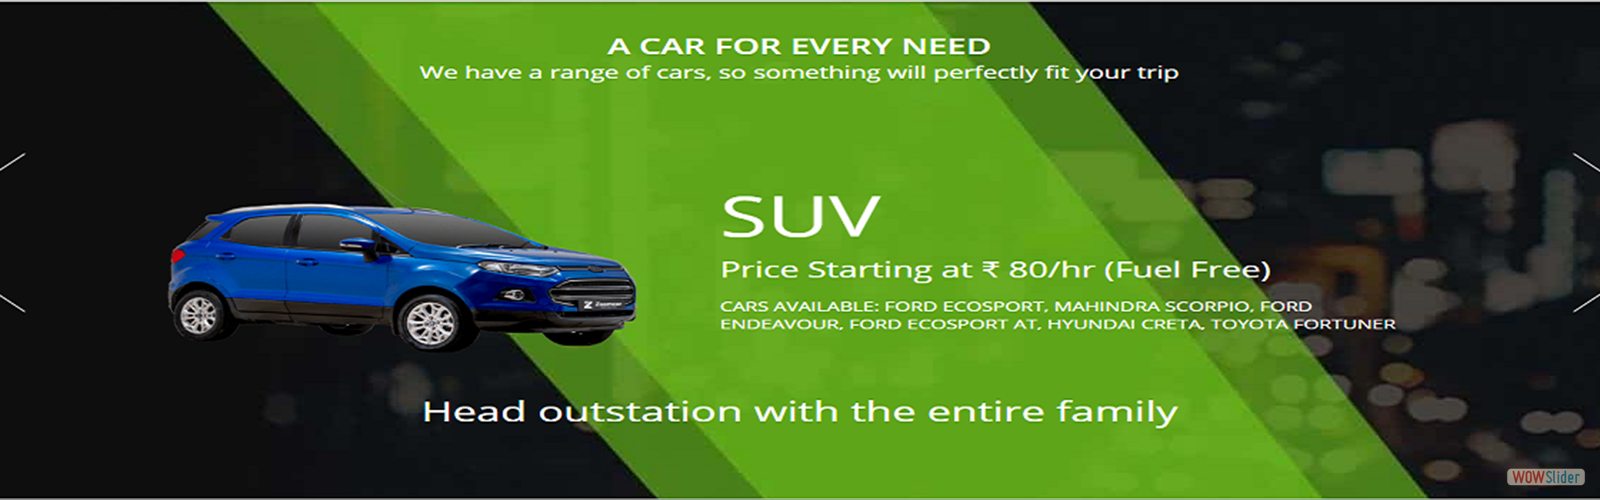 A CAR FOR EVERY NEED
We have a range of cars, so something will perfectly fit your trip
SUV
Price Starting at ₹ 80/hr (Fuel Free)
CARS AVAILABLE: FORD ECOSPORT, MAHINDRA SCORPIO, FORD
ENDEAVOUR, FORD ECOSPORT AT, HYUNDAI CRETA, TOYOTA FORTUNER
Head outstation with the entire family
WOWSlider